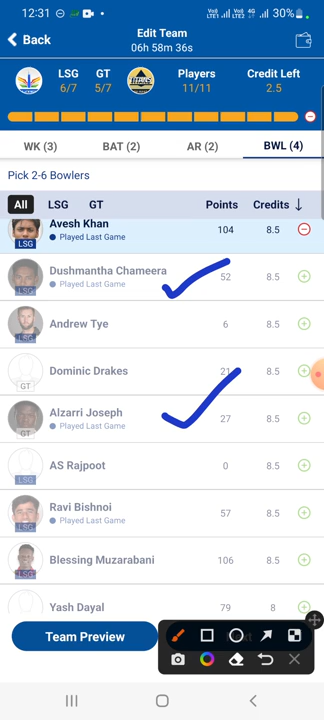 12:31 30%
Back Edit Team
06h 58m 36s
LSG GT Players Credit Left
6/7 5/7 11/11 2.5
WK (3) BAT (2) AR (2) BWL (4)
Pick 2-6 Bowlers
All LSG GT Points Credits ↓
Avesh Khan 104 8.5
LSG Played Last Game
Dushmantha Chameera 52 8.5
LSG Played Last Game
Andrew Tye 6 8.5
LSG
Dominic Drakes 21 8.5
GT
Alzarri Joseph 27 8.5
GT Played Last Game
AS Rajpoot 0 8.5
LSG
Ravi Bishnoi 57 8.5
LSG Played Last Game
Blessing Muzarabani 106 8.5
LSG
Yash Dayal 79 8
Team Preview